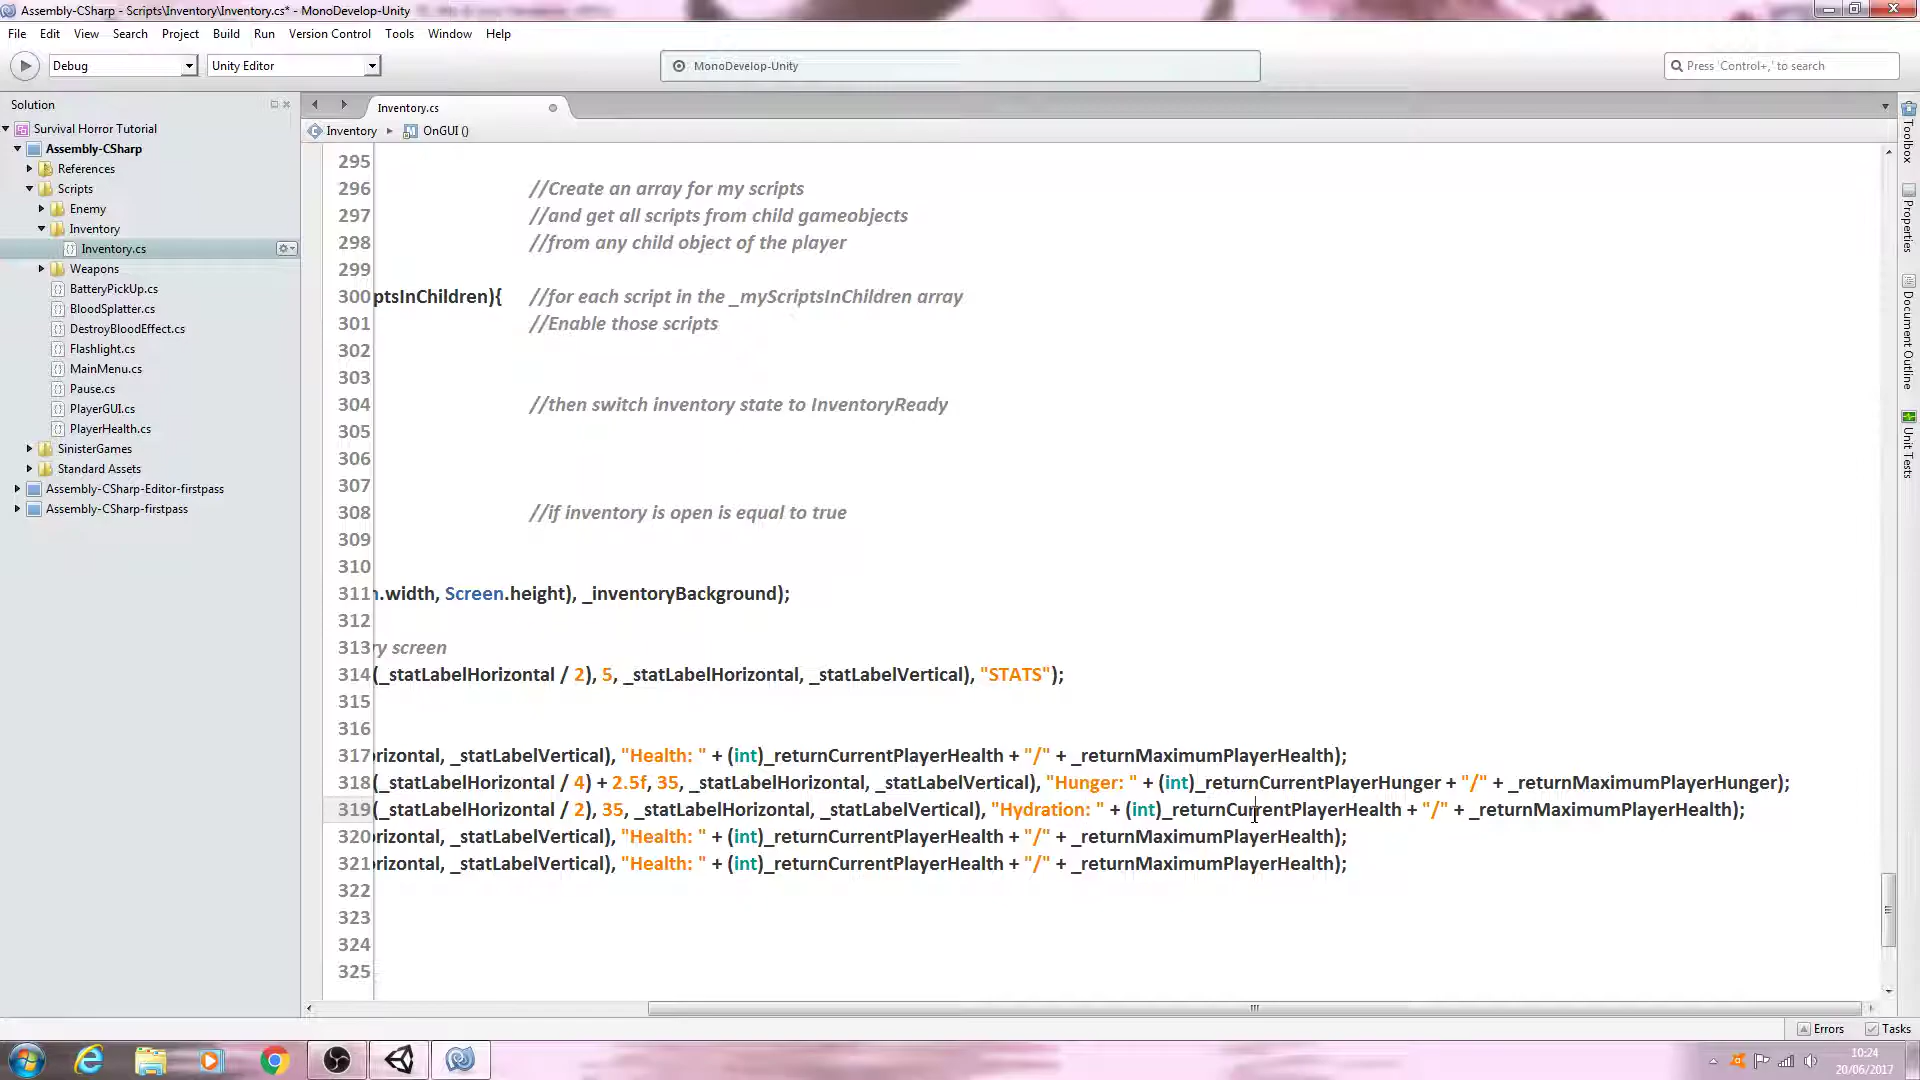 Assembly-CSharp - Scripts\Inventory\Inventory.cs* - MonoDevelop-Unity
File Edit View Search Project Build Run Version Control Tools Window Help
Debug Unity Editor MonoDevelop-Unity Press 'Control+,' to search
Solution
Survival Horror Tutorial
Assembly-CSharp
References
Scripts
Enemy
Inventory
Inventory.cs
Weapons
BatteryPickUp.cs
BloodSplatter.cs
DestroyBloodEffect.cs
Flashlight.cs
MainMenu.cs
Pause.cs
PlayerGUI.cs
PlayerHealth.cs
SinisterGames
Standard Assets
Assembly-CSharp-Editor-firstpass
Assembly-CSharp-firstpass
Inventory.cs
Inventory OnGUI ()
295
296 //Create an array for my scripts
297 //and get all scripts from child gameobjects
298 //from any child object of the player
299
300 ptsInChildren){ //for each script in the _myScriptsInChildren array
301 //Enable those scripts
302
303
304 //then switch inventory state to InventoryReady
305
306
307
308 //if inventory is open is equal to true
309
310
311 .width, Screen.height), _inventoryBackground);
312
313 ry screen
314 (_statLabelHorizontal / 2), 5, _statLabelHorizontal, _statLabelVertical), "STATS");
315
316
317 orizontal, _statLabelVertical), "Health: " + (int)_returnCurrentPlayerHealth + "/" + _returnMaximumPlayerHealth);
318 (_statLabelHorizontal / 4) + 2.5f, 35, _statLabelHorizontal, _statLabelVertical), "Hunger: " + (int)_returnCurrentPlayerHunger + "/" + _returnMaximumPlayerHunger);
319 (_statLabelHorizontal / 2), 35, _statLabelHorizontal, _statLabelVertical), "Hydration: " + (int)_returnCurrentPlayerHealth + "/" + _returnMaximumPlayerHealth);
320 orizontal, _statLabelVertical), "Health: " + (int)_returnCurrentPlayerHealth + "/" + _returnMaximumPlayerHealth);
321 orizontal, _statLabelVertical), "Health: " + (int)_returnCurrentPlayerHealth + "/" + _returnMaximumPlayerHealth);
322
323
324
325
Toolbox
Properties
Document Outline
Unit Tests
Errors Tasks
10:24
20/06/2017